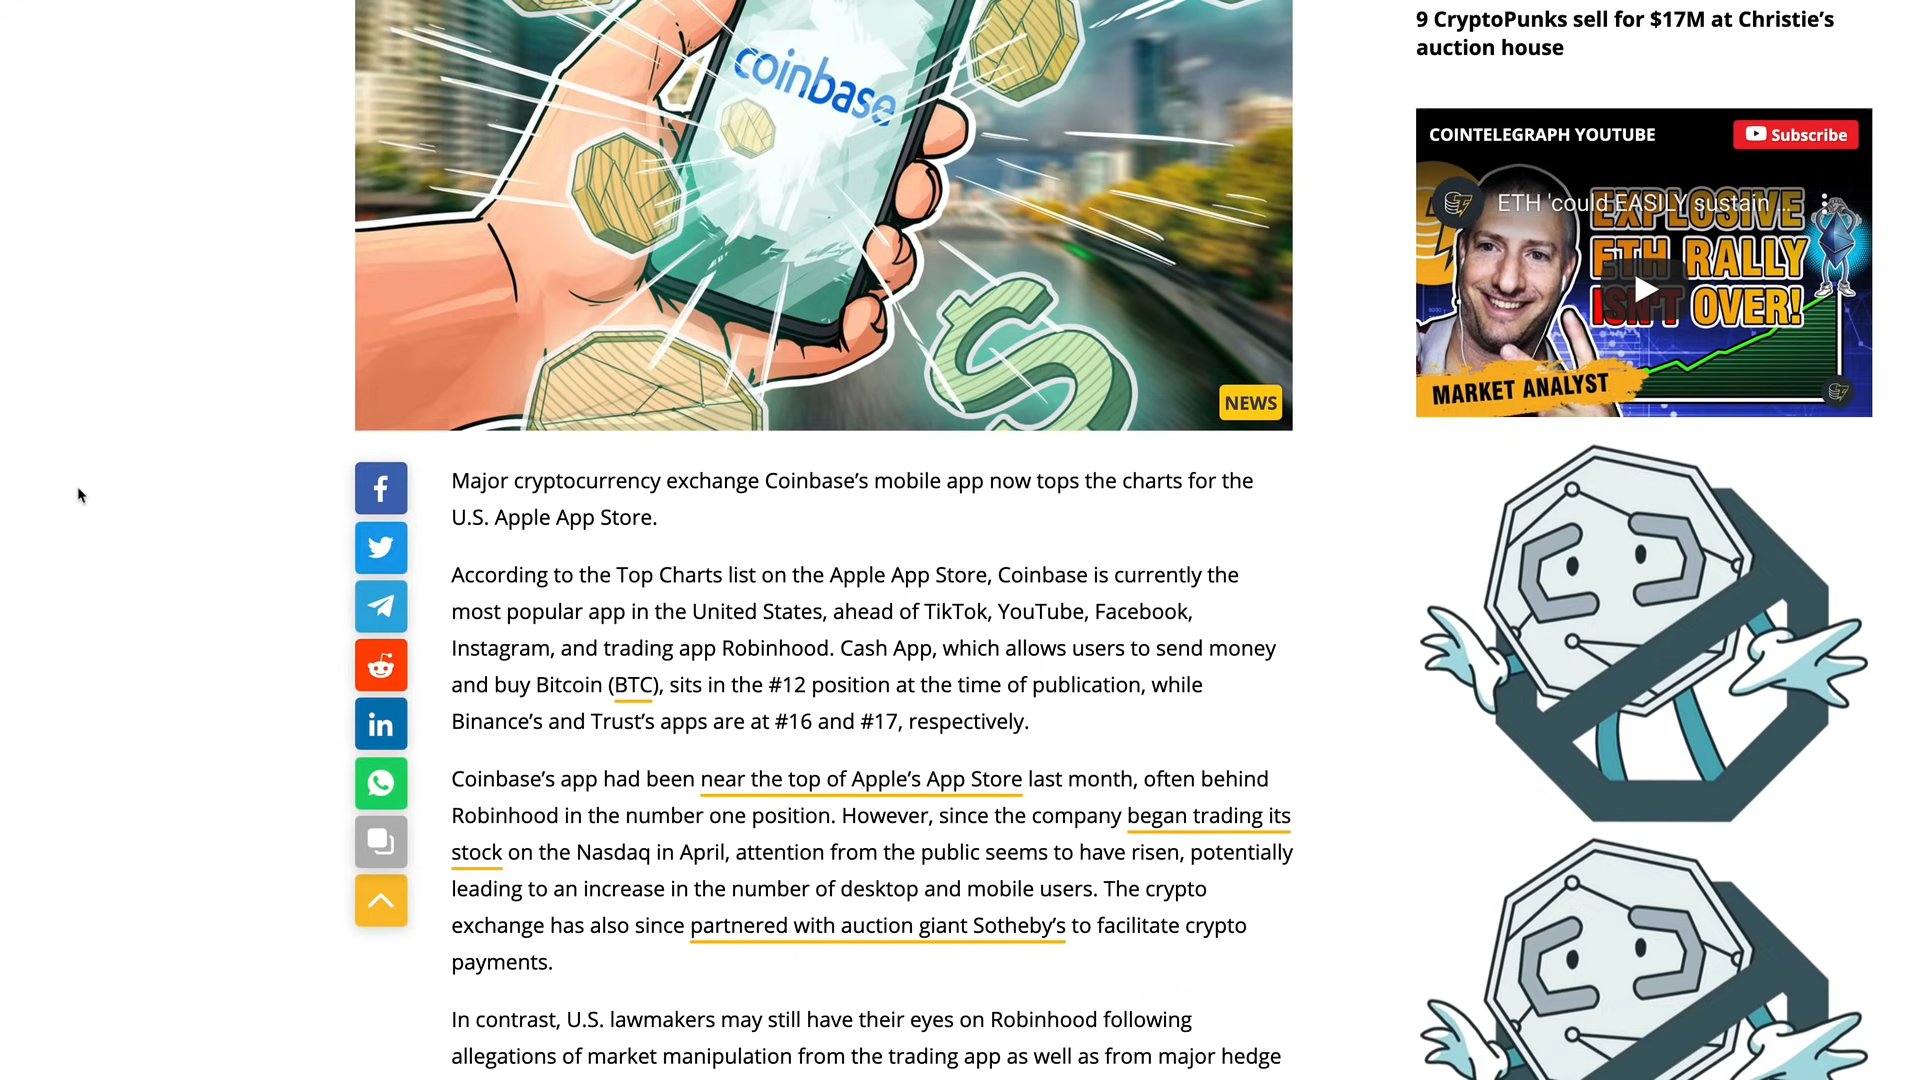 coinbase
NEWS
Major cryptocurrency exchange Coinbase’s mobile app now tops the charts for the
U.S. Apple App Store.
According to the Top Charts list on the Apple App Store, Coinbase is currently the
most popular app in the United States, ahead of TikTok, YouTube, Facebook,
Instagram, and trading app Robinhood. Cash App, which allows users to send money
and buy Bitcoin (BTC), sits in the #12 position at the time of publication, while
Binance’s and Trust’s apps are at #16 and #17, respectively.
Coinbase’s app had been near the top of Apple’s App Store last month, often behind
Robinhood in the number one position. However, since the company began trading its
stock on the Nasdaq in April, attention from the public seems to have risen, potentially
leading to an increase in the number of desktop and mobile users. The crypto
exchange has also since partnered with auction giant Sotheby’s to facilitate crypto
payments.
In contrast, U.S. lawmakers may still have their eyes on Robinhood following
allegations of market manipulation from the trading app as well as from major hedge
9 CryptoPunks sell for $17M at Christie’s
auction house
COINTELEGRAPH YOUTUBE
Subscribe
ETH 'could EASILY sustain ...
EXPLOSIVE
ETH RALLY
ISN'T OVER!
MARKET ANALYST